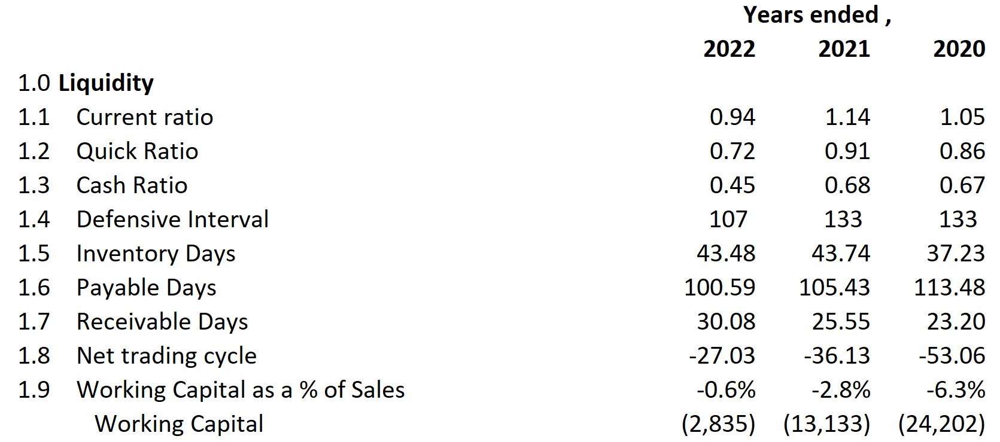 Years ended ,
2022 2021 2020
1.0 Liquidity
1.1 Current ratio 0.94 1.14 1.05
1.2 Quick Ratio 0.72 0.91 0.86
1.3 Cash Ratio 0.45 0.68 0.67
1.4 Defensive Interval 107 133 133
1.5 Inventory Days 43.48 43.74 37.23
1.6 Payable Days 100.59 105.43 113.48
1.7 Receivable Days 30.08 25.55 23.20
1.8 Net trading cycle -27.03 -36.13 -53.06
1.9 Working Capital as a % of Sales -0.6% -2.8% -6.3%
Working Capital (2,835) (13,133) (24,202)